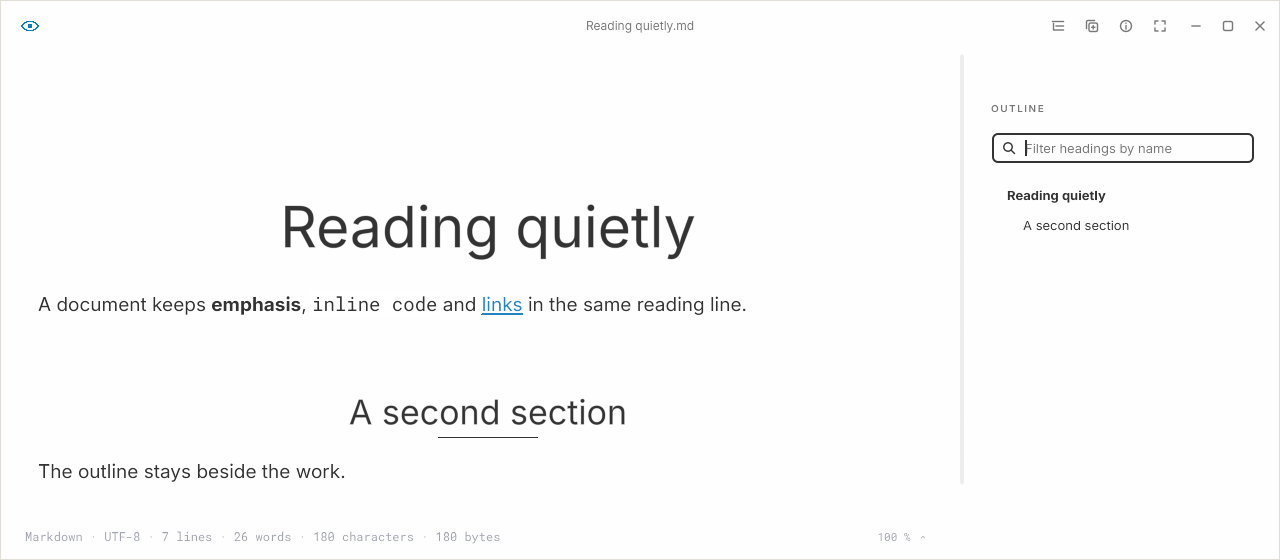 Reading quietly.md
Reading quietly
A document keeps emphasis, inline code and links in the same reading line.
A second section
The outline stays beside the work.
OUTLINE
Filter headings by name
Reading quietly
A second section
Markdown · UTF-8 · 7 lines · 26 words · 180 characters · 180 bytes
100 %